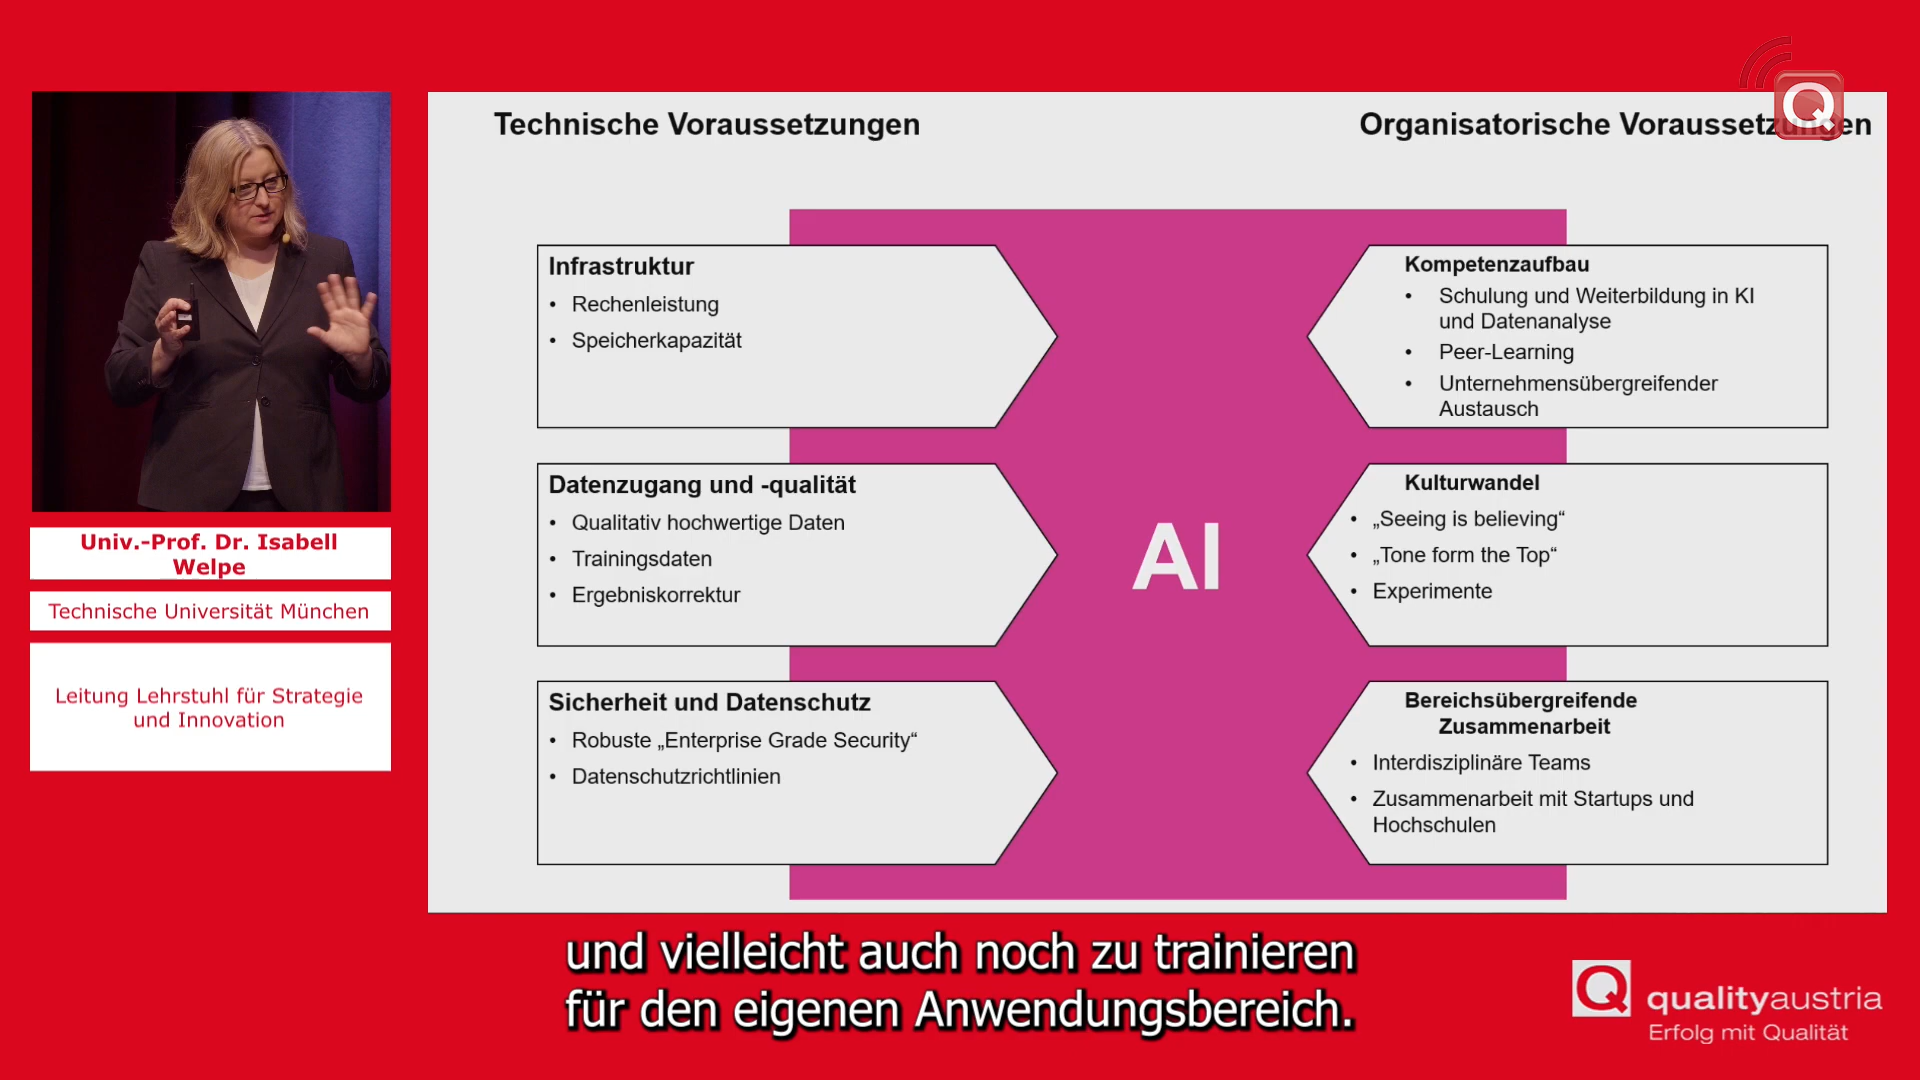 Technische Voraussetzungen
Organisatorische Voraussetzungen
Q
Infrastruktur
• Rechenleistung
• Speicherkapazität
Datenzugang und -qualität
• Qualitativ hochwertige Daten
• Trainingsdaten
• Ergebniskorrektur
Sicherheit und Datenschutz
• Robuste „Enterprise Grade Security“
• Datenschutzrichtlinien
AI
Kompetenzaufbau
• Schulung und Weiterbildung in KI
und Datenanalyse
• Peer-Learning
• Unternehmensübergreifender
Austausch
Kulturwandel
• „Seeing is believing“
• „Tone form the Top“
• Experimente
Bereichsübergreifende
Zusammenarbeit
• Interdisziplinäre Teams
• Zusammenarbeit mit Startups und
Hochschulen
Univ.-Prof. Dr. Isabell
Welpe
Technische Universität München
Leitung Lehrstuhl für Strategie
und Innovation
und vielleicht auch noch zu trainieren
für den eigenen Anwendungsbereich.
Q qualityaustria
Erfolg mit Qualität